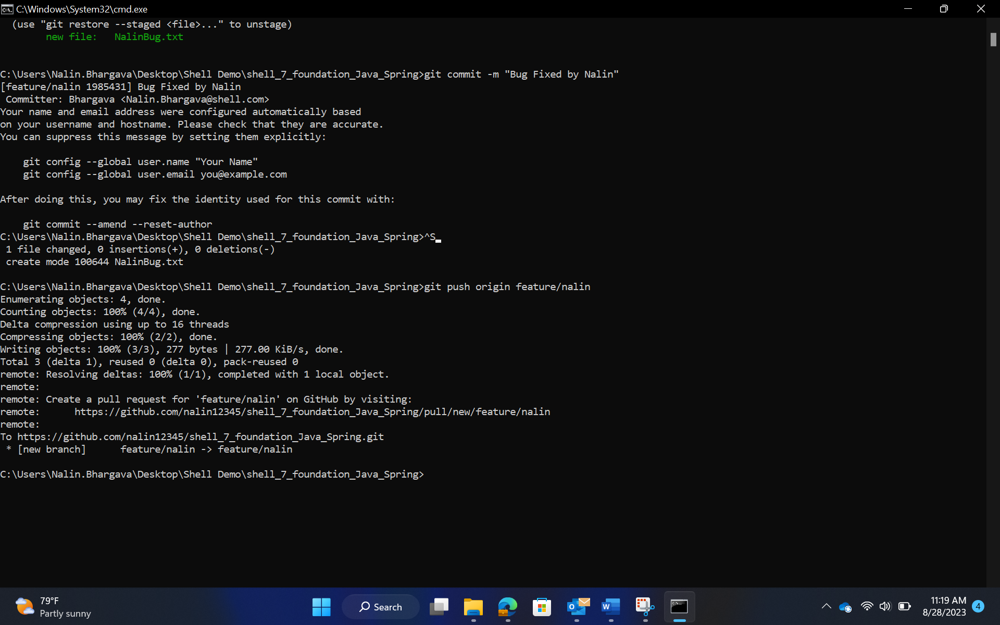 C:\Windows\System32\cmd.exe
(use "git restore --staged <file>..." to unstage)
new file:   NalinBug.txt
C:\Users\Nalin.Bhargava\Desktop\Shell Demo\shell_7_foundation_Java_Spring>git commit -m "Bug Fixed by Nalin"
[feature/nalin 1985431] Bug Fixed by Nalin
Committer: Bhargava <Nalin.Bhargava@shell.com>
Your name and email address were configured automatically based
on your username and hostname. Please check that they are accurate.
You can suppress this message by setting them explicitly:
git config --global user.name "Your Name"
git config --global user.email you@example.com
After doing this, you may fix the identity used for this commit with:
git commit --amend --reset-author
C:\Users\Nalin.Bhargava\Desktop\Shell Demo\shell_7_foundation_Java_Spring>^S
1 file changed, 0 insertions(+), 0 deletions(-)
create mode 100644 NalinBug.txt
C:\Users\Nalin.Bhargava\Desktop\Shell Demo\shell_7_foundation_Java_Spring>git push origin feature/nalin
Enumerating objects: 4, done.
Counting objects: 100% (4/4), done.
Delta compression using up to 16 threads
Compressing objects: 100% (2/2), done.
Writing objects: 100% (3/3), 277 bytes | 277.00 KiB/s, done.
Total 3 (delta 1), reused 0 (delta 0), pack-reused 0
remote: Resolving deltas: 100% (1/1), completed with 1 local object.
remote:
remote: Create a pull request for 'feature/nalin' on GitHub by visiting:
remote:      https://github.com/nalin12345/shell_7_foundation_Java_Spring/pull/new/feature/nalin
remote:
To https://github.com/nalin12345/shell_7_foundation_Java_Spring.git
* [new branch]      feature/nalin -> feature/nalin
C:\Users\Nalin.Bhargava\Desktop\Shell Demo\shell_7_foundation_Java_Spring>
79°F
Partly sunny
Search
11:19 AM
8/28/2023
4